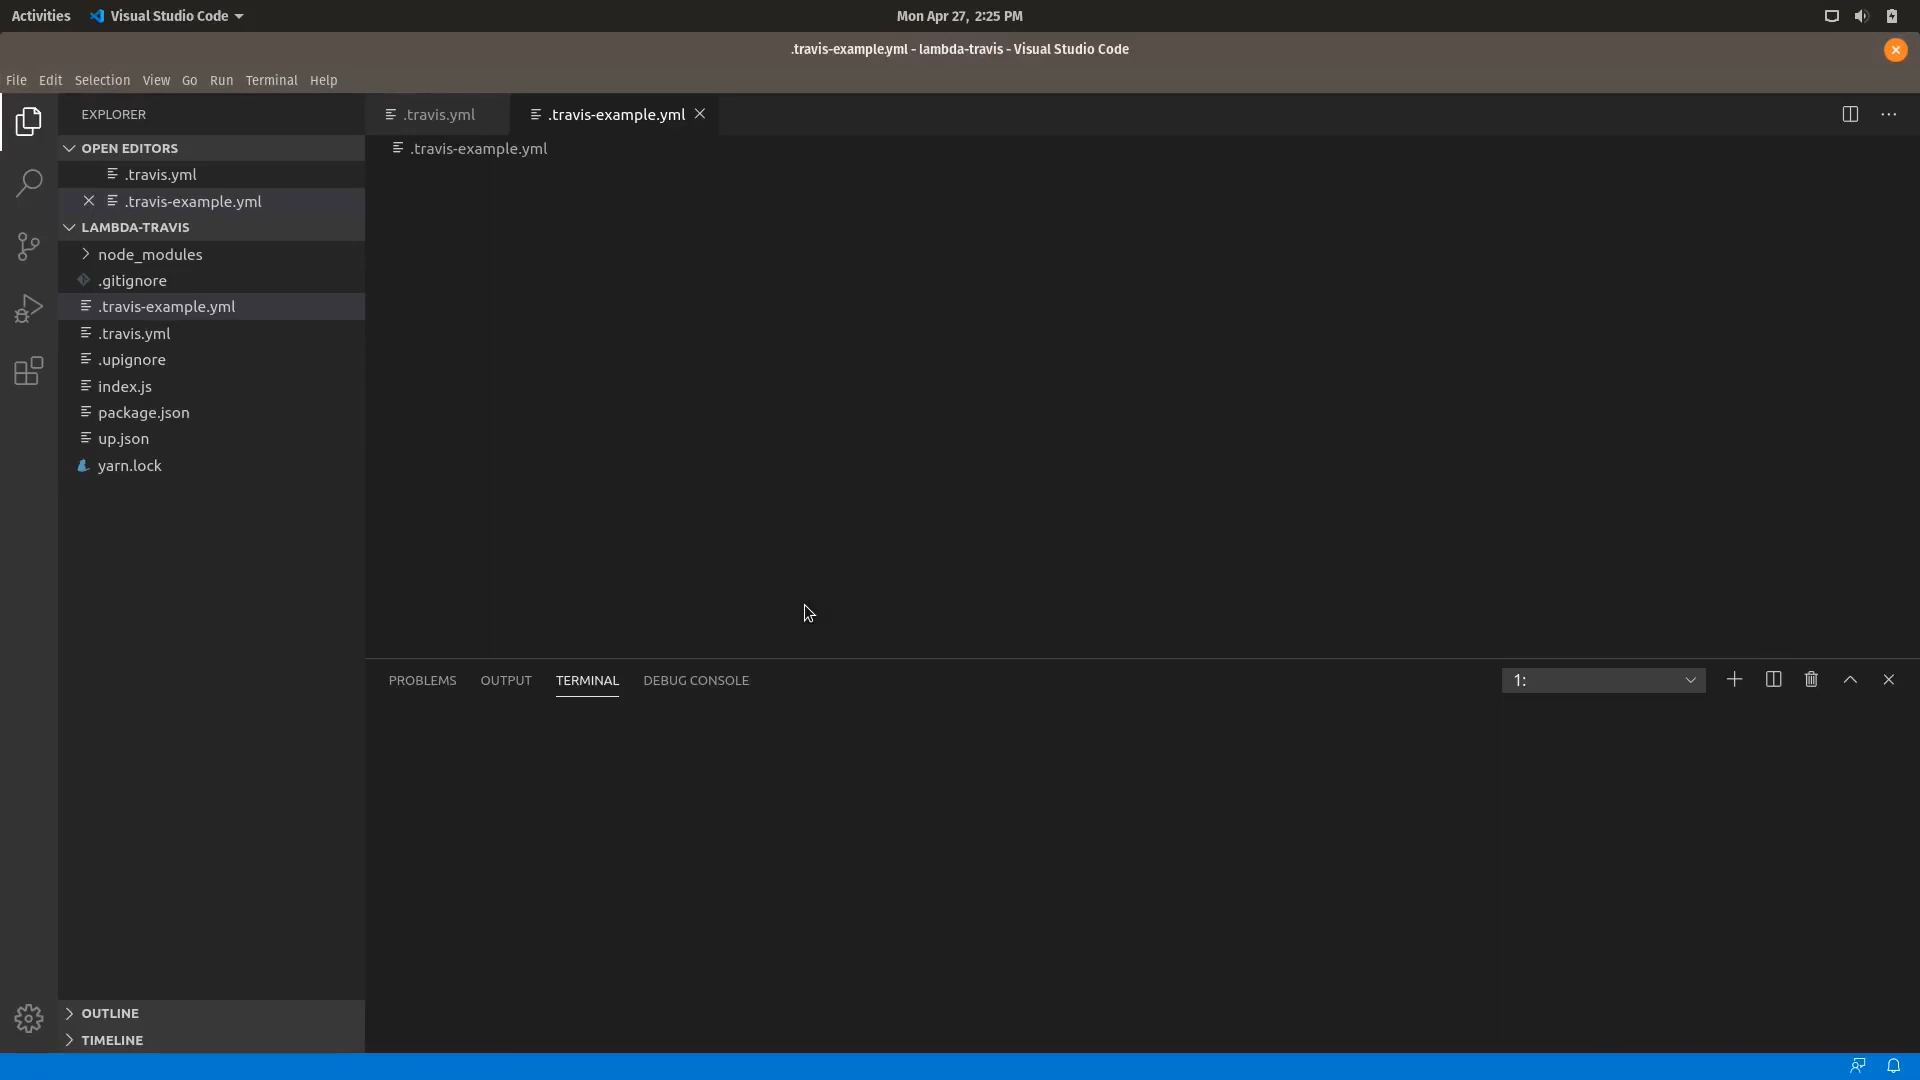 Activities Visual Studio Code Mon Apr 27, 2:25 PM
.travis-example.yml - lambda-travis - Visual Studio Code
File Edit Selection View Go Run Terminal Help
EXPLORER
OPEN EDITORS
.travis.yml
.travis-example.yml
LAMBDA-TRAVIS
node_modules
.gitignore
.travis-example.yml
.travis.yml
.upignore
index.js
package.json
up.json
yarn.lock
OUTLINE
TIMELINE
.travis.yml .travis-example.yml
.travis-example.yml
PROBLEMS OUTPUT TERMINAL DEBUG CONSOLE 1: